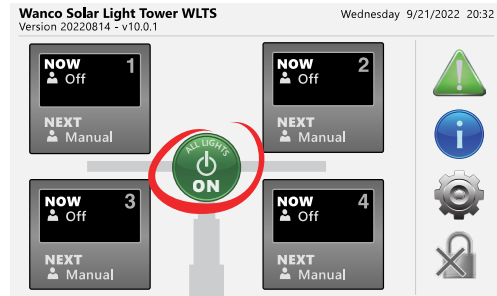 Wanco Solar Light Tower WLTS
Version 20220814 - v10.0.1
Wednesday 9/21/2022 20:32
NOW 1
Off
NEXT
Manual
NOW 2
Off
NEXT
Manual
ALL LIGHTS
ON
NOW 3
Off
NEXT
Manual
NOW 4
Off
NEXT
Manual